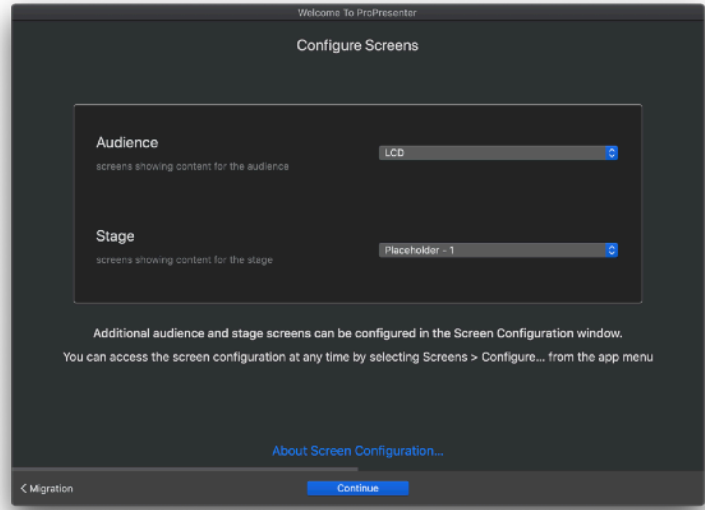 Welcome To ProPresenter
Configure Screens
Audience
LCD
screens showing content for the audience
Stage
Placeholder - 1
screens showing content for the stage
Additional audience and stage screens can be configured in the Screen Configuration window.
You can access the screen configuration at any time by selecting Screens > Configure... from the app menu
About Screen Configuration...
< Migration
Continue